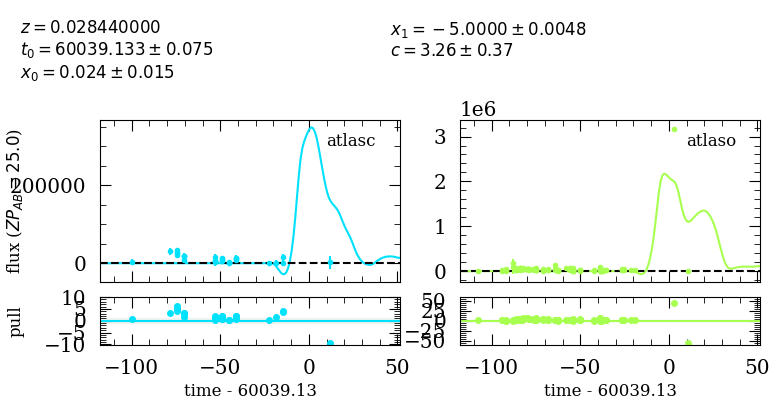 z = 0.028440000
t₀ = 60039.133 ± 0.075
x₀ = 0.024 ± 0.015
x₁ = −5.0000 ± 0.0048
c = 3.26 ± 0.37
1e6
atlasc
atlaso
flux (ZP_AB = 25.0)
200000
0
3
2
1
0
pull
10
5
0
−5
−10
50
25
0
−25
−50
−100
−50
0
50
−100
−50
0
50
time - 60039.13
time - 60039.13